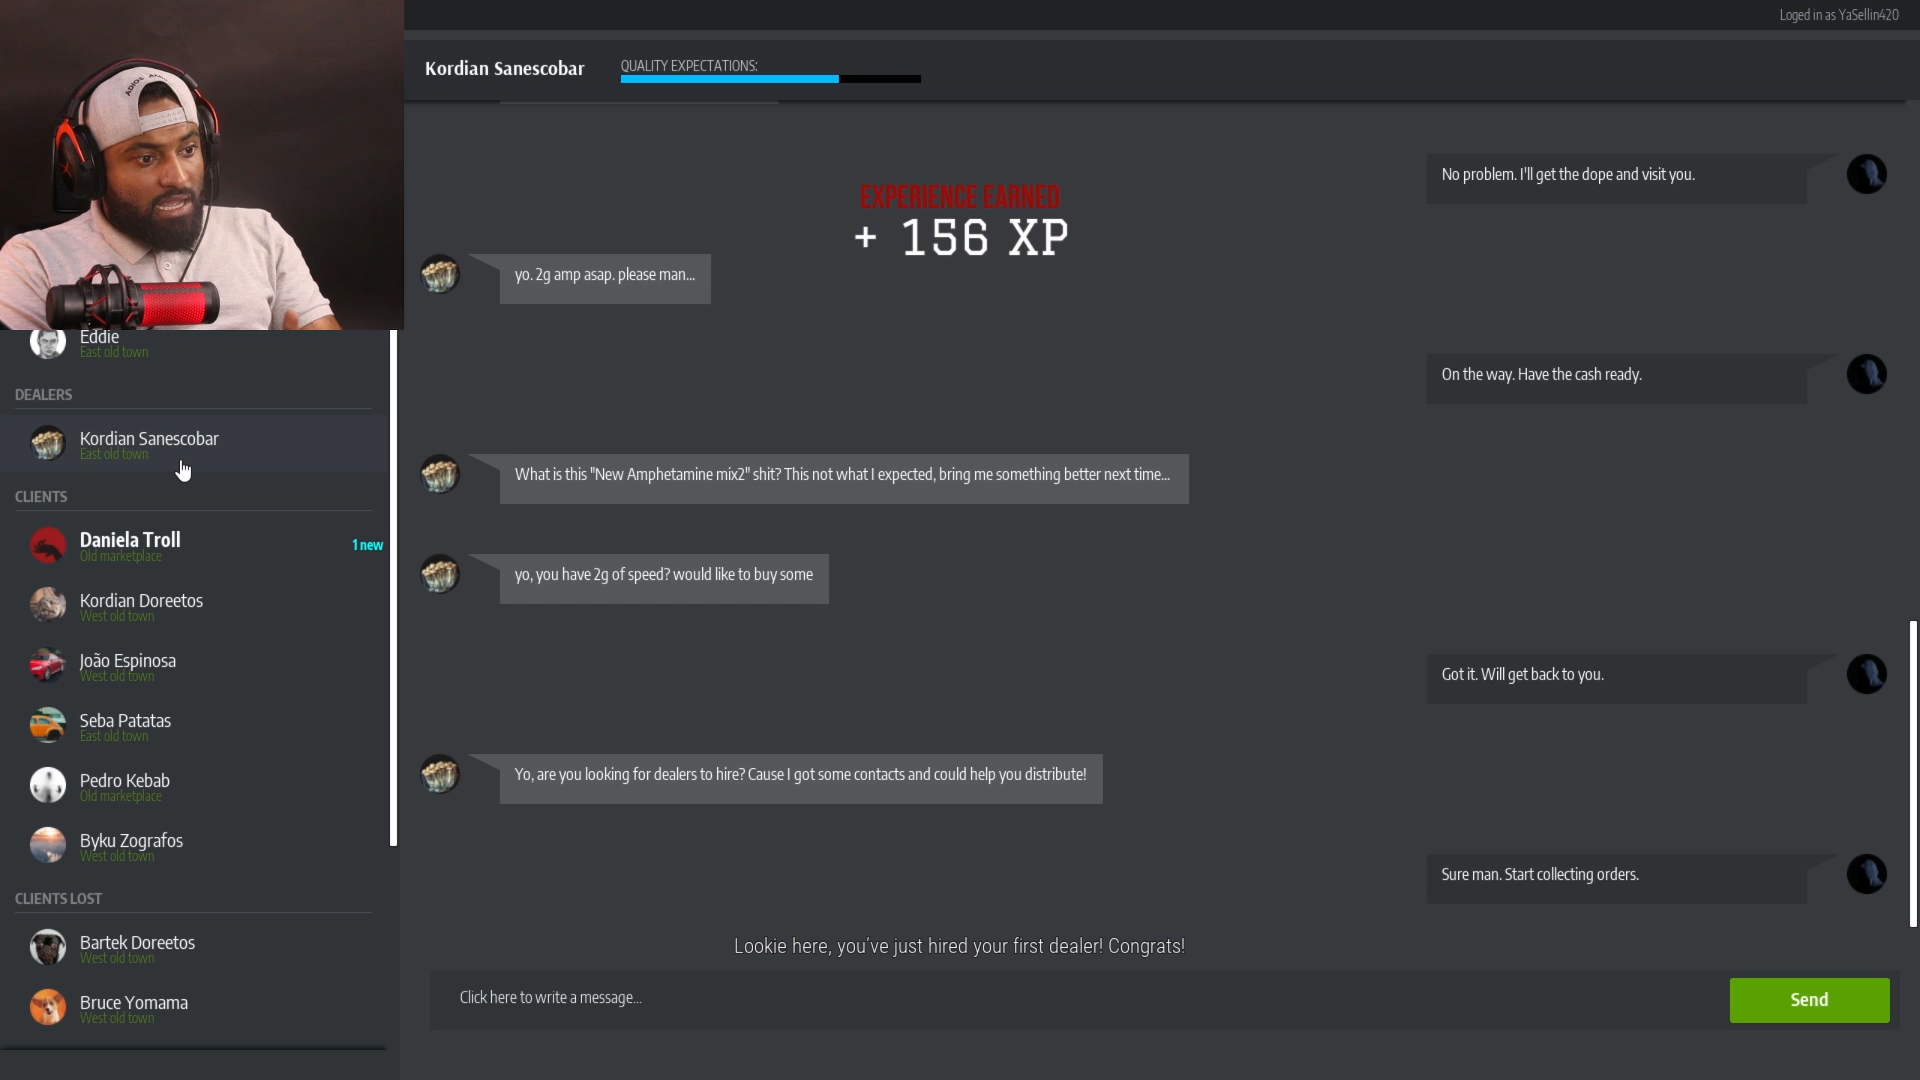 Loged in as YaSellin420
Kordian Sanescobar
QUALITY EXPECTATIONS:
No problem. I'll get the dope and visit you.
EXPERIENCE EARNED
+ 156 XP
yo. 2g amp asap. please man...
On the way. Have the cash ready.
What is this "New Amphetamine mix2" shit? This not what I expected, bring me something better next time...
yo, you have 2g of speed? would like to buy some
Got it. Will get back to you.
Yo, are you looking for dealers to hire? Cause I got some contacts and could help you distribute!
Sure man. Start collecting orders.
Lookie here, you've just hired your first dealer! Congrats!
Click here to write a message...
Send
Eddie
East old town
DEALERS
Kordian Sanescobar
East old town
CLIENTS
Daniela Troll
1 new
Old marketplace
Kordian Doreetos
West old town
João Espinosa
West old town
Seba Patatas
East old town
Pedro Kebab
Old marketplace
Byku Zografos
West old town
CLIENTS LOST
Bartek Doreetos
West old town
Bruce Yomama
West old town